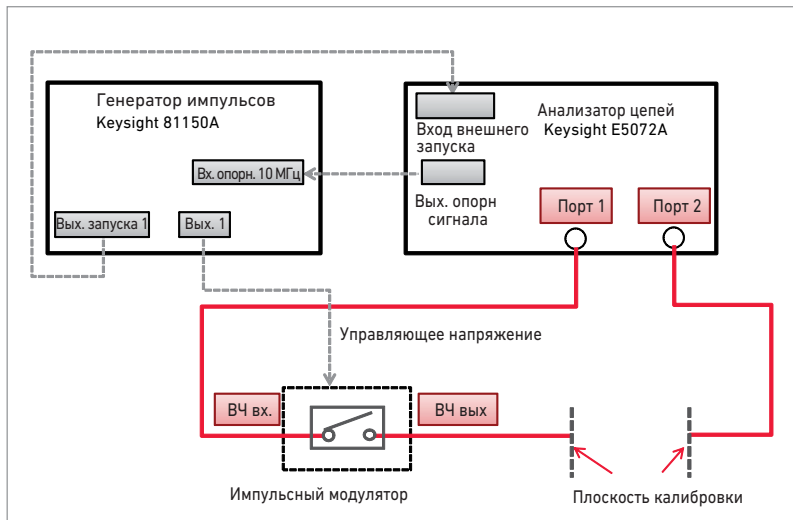 Генератор импульсов
Keysight 81150A
Вх. опорн. 10 МГц
Вых. запуска 1
Вых. 1
Анализатор цепей
Keysight E5072A
Вход внешнего
запуска
Вых. опорн
сигнала
Порт 1
Порт 2
Управляющее напряжение
ВЧ вх.
ВЧ вых
Импульсный модулятор
Плоскость калибровки